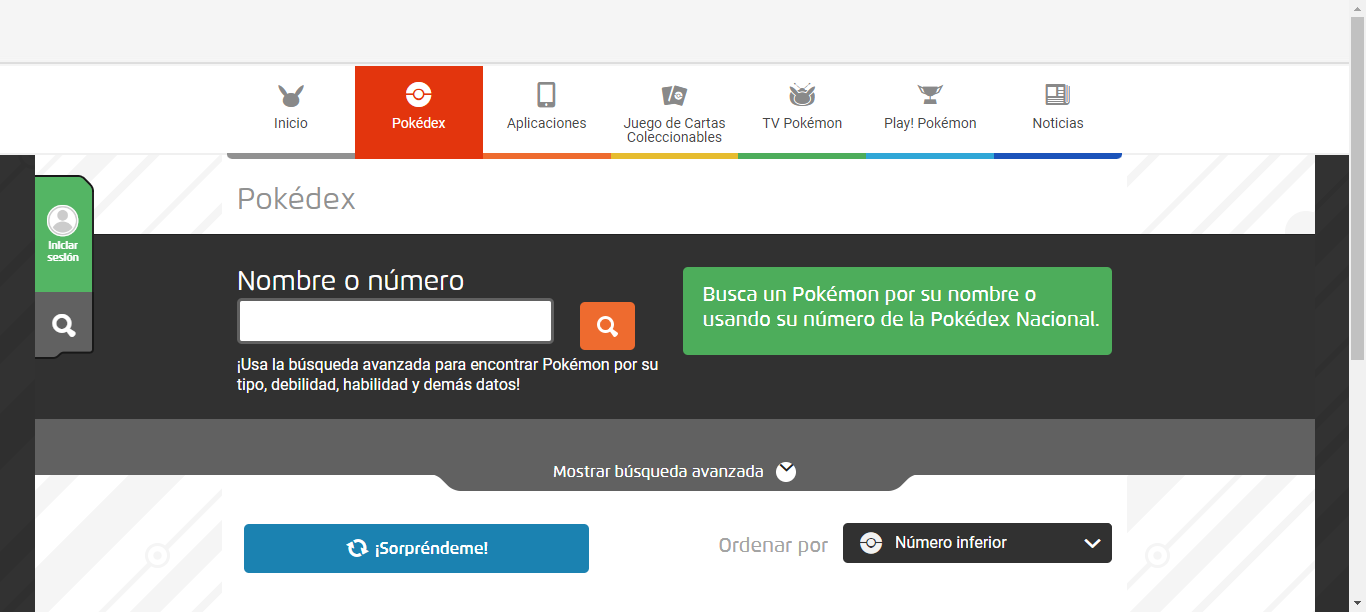 Inicio
Pokédex
Aplicaciones
Juego de Cartas
Coleccionables
TV Pokémon
Play! Pokémon
Noticias
Pokédex
Iniciar
sesión
Nombre o número
¡Usa la búsqueda avanzada para encontrar Pokémon por su
tipo, debilidad, habilidad y demás datos!
Busca un Pokémon por su nombre o
usando su número de la Pokédex Nacional.
Mostrar búsqueda avanzada
¡Sorpréndeme!
Ordenar por
Número inferior